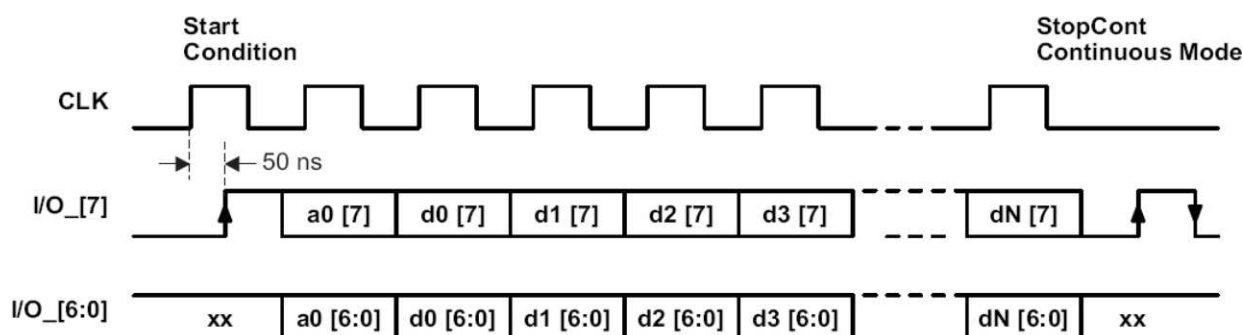 Start
Condition
StopCont
Continuous Mode
CLK
50 ns
I/O_[7]
a0 [7] d0 [7] d1 [7] d2 [7] d3 [7] dN [7]
I/O_[6:0]
xx a0 [6:0] d0 [6:0] d1 [6:0] d2 [6:0] d3 [6:0] dN [6:0] xx